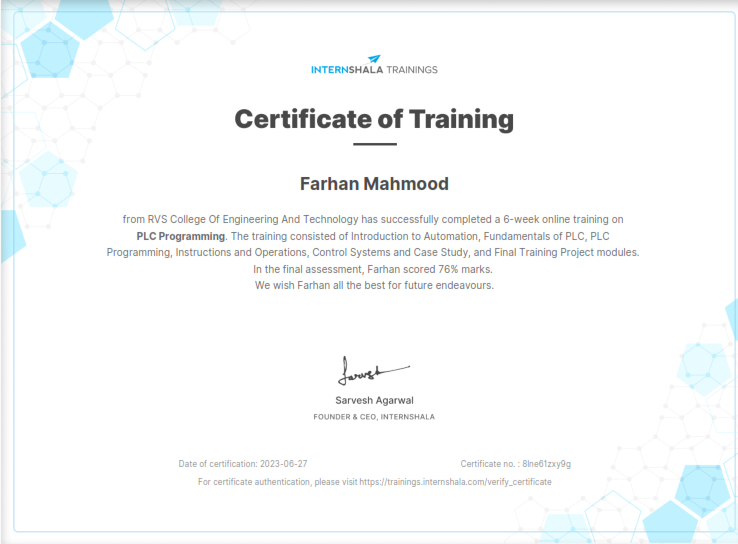 INTERNSHALA TRAININGS
Certificate of Training
Farhan Mahmood
from RVS College Of Engineering And Technology has successfully completed a 6-week online training on
PLC Programming. The training consisted of Introduction to Automation, Fundamentals of PLC, PLC
Programming, Instructions and Operations, Control Systems and Case Study, and Final Training Project modules.
In the final assessment, Farhan scored 76% marks.
We wish Farhan all the best for future endeavours.
Sarvesh
Sarvesh Agarwal
FOUNDER & CEO, INTERNSHALA
Date of certification: 2023-06-27
Certificate no. : 8lne61zxy9g
For certificate authentication, please visit https://trainings.internshala.com/verify_certificate